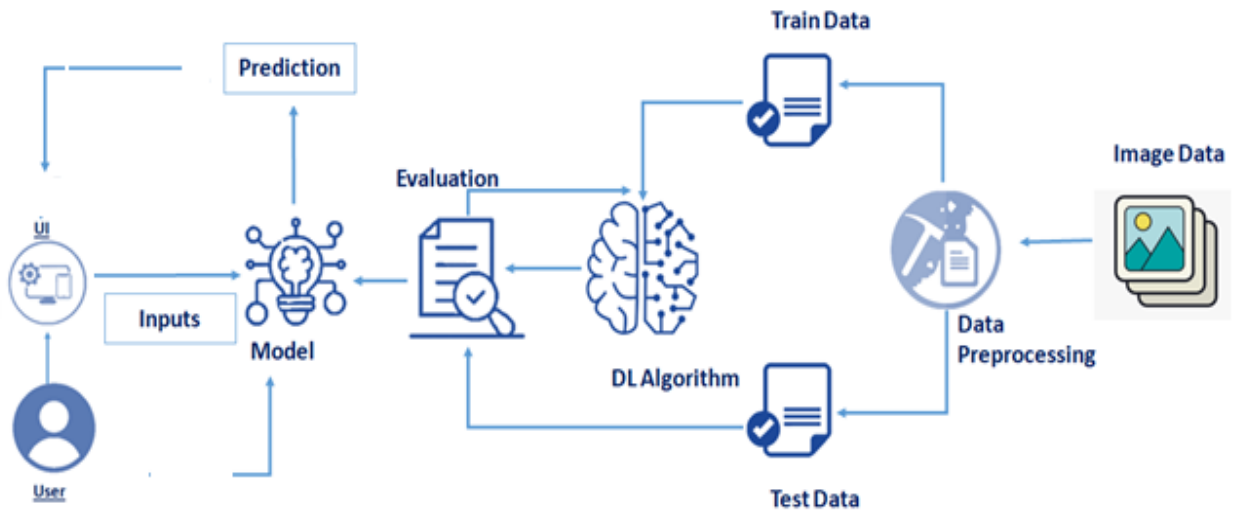 Train Data
Prediction
Image Data
Evaluation
UI
Inputs
Model
Data
Preprocessing
DL Algorithm
User
Test Data